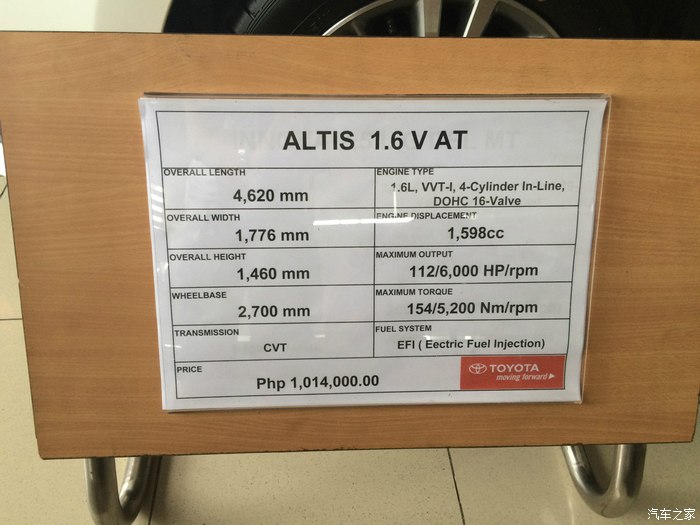 ALTIS 1.6 V AT
OVERALL LENGTH
4,620 mm
ENGINE TYPE
1.6L, VVT-I, 4-Cylinder In-Line,
DOHC 16-Valve
OVERALL WIDTH
1,776 mm
ENGINE DISPLACEMENT
1,598cc
OVERALL HEIGHT
1,460 mm
MAXIMUM OUTPUT
112/6,000 HP/rpm
WHEELBASE
2,700 mm
MAXIMUM TORQUE
154/5,200 Nm/rpm
TRANSMISSION
CVT
FUEL SYSTEM
EFI ( Eectric Fuel Injection)
PRICE
Php 1,014,000.00
TOYOTA
moving forward
汽车之家